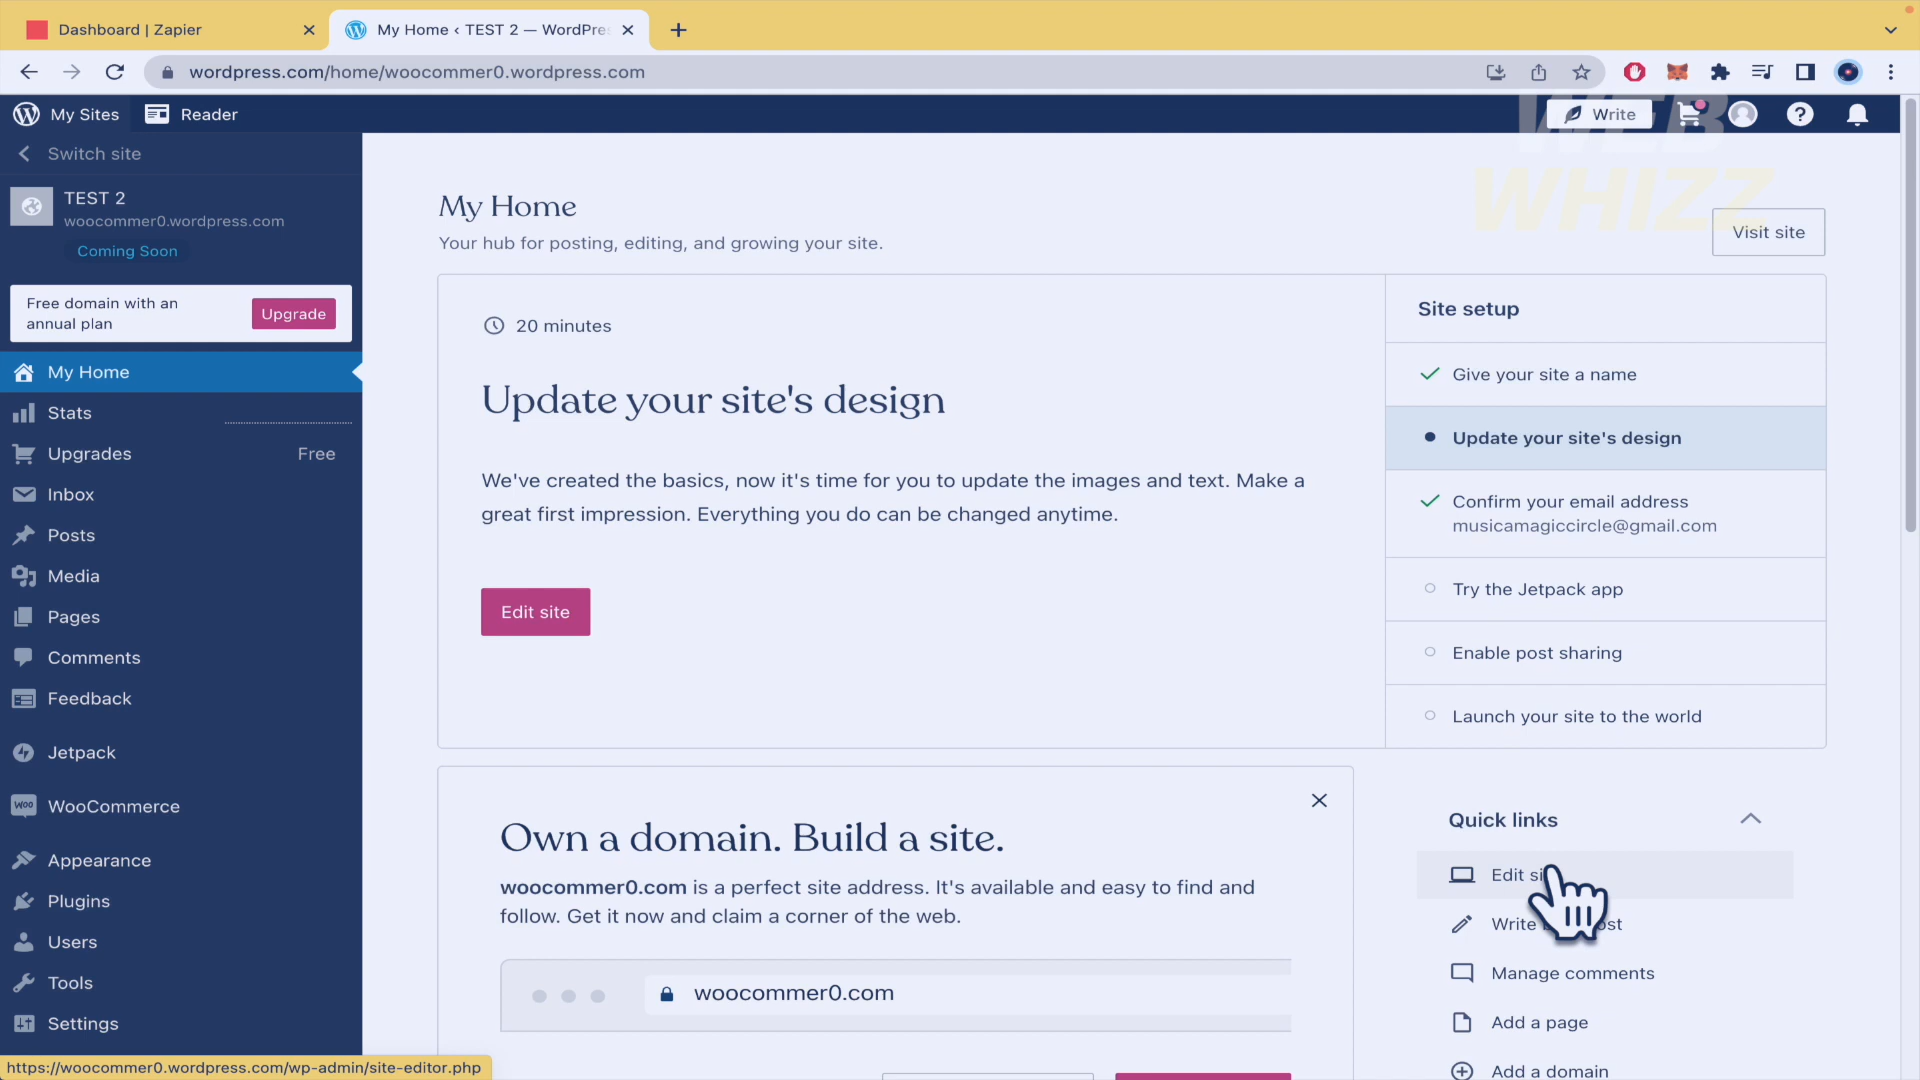 Dashboard | Zapier
My Home ‹ TEST 2 — WordPre
wordpress.com/home/woocommer0.wordpress.com
My Sites
Reader
Write
WEB
WHIZZ
Switch site
TEST 2
woocommer0.wordpress.com
Coming Soon
Free domain with an
annual plan
Upgrade
My Home
Stats
Upgrades
Free
Inbox
Posts
Media
Pages
Comments
Feedback
Jetpack
WooCommerce
Appearance
Plugins
Users
Tools
Settings
My Home
Your hub for posting, editing, and growing your site.
Visit site
20 minutes
Update your site's design
We've created the basics, now it's time for you to update the images and text. Make a
great first impression. Everything you do can be changed anytime.
Edit site
Site setup
Give your site a name
Update your site's design
Confirm your email address
musicamagiccircle@gmail.com
Try the Jetpack app
Enable post sharing
Launch your site to the world
Own a domain. Build a site.
woocommer0.com is a perfect site address. It's available and easy to find and
follow. Get it now and claim a corner of the web.
woocommer0.com
Quick links
Edit si
Write
Manage comments
Add a page
Add a domain
https://woocommer0.wordpress.com/wp-admin/site-editor.php